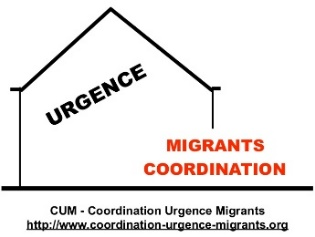 URGENCE
MIGRANTS
COORDINATION
CUM - Coordination Urgence Migrants
http://www.coordination-urgence-migrants.org